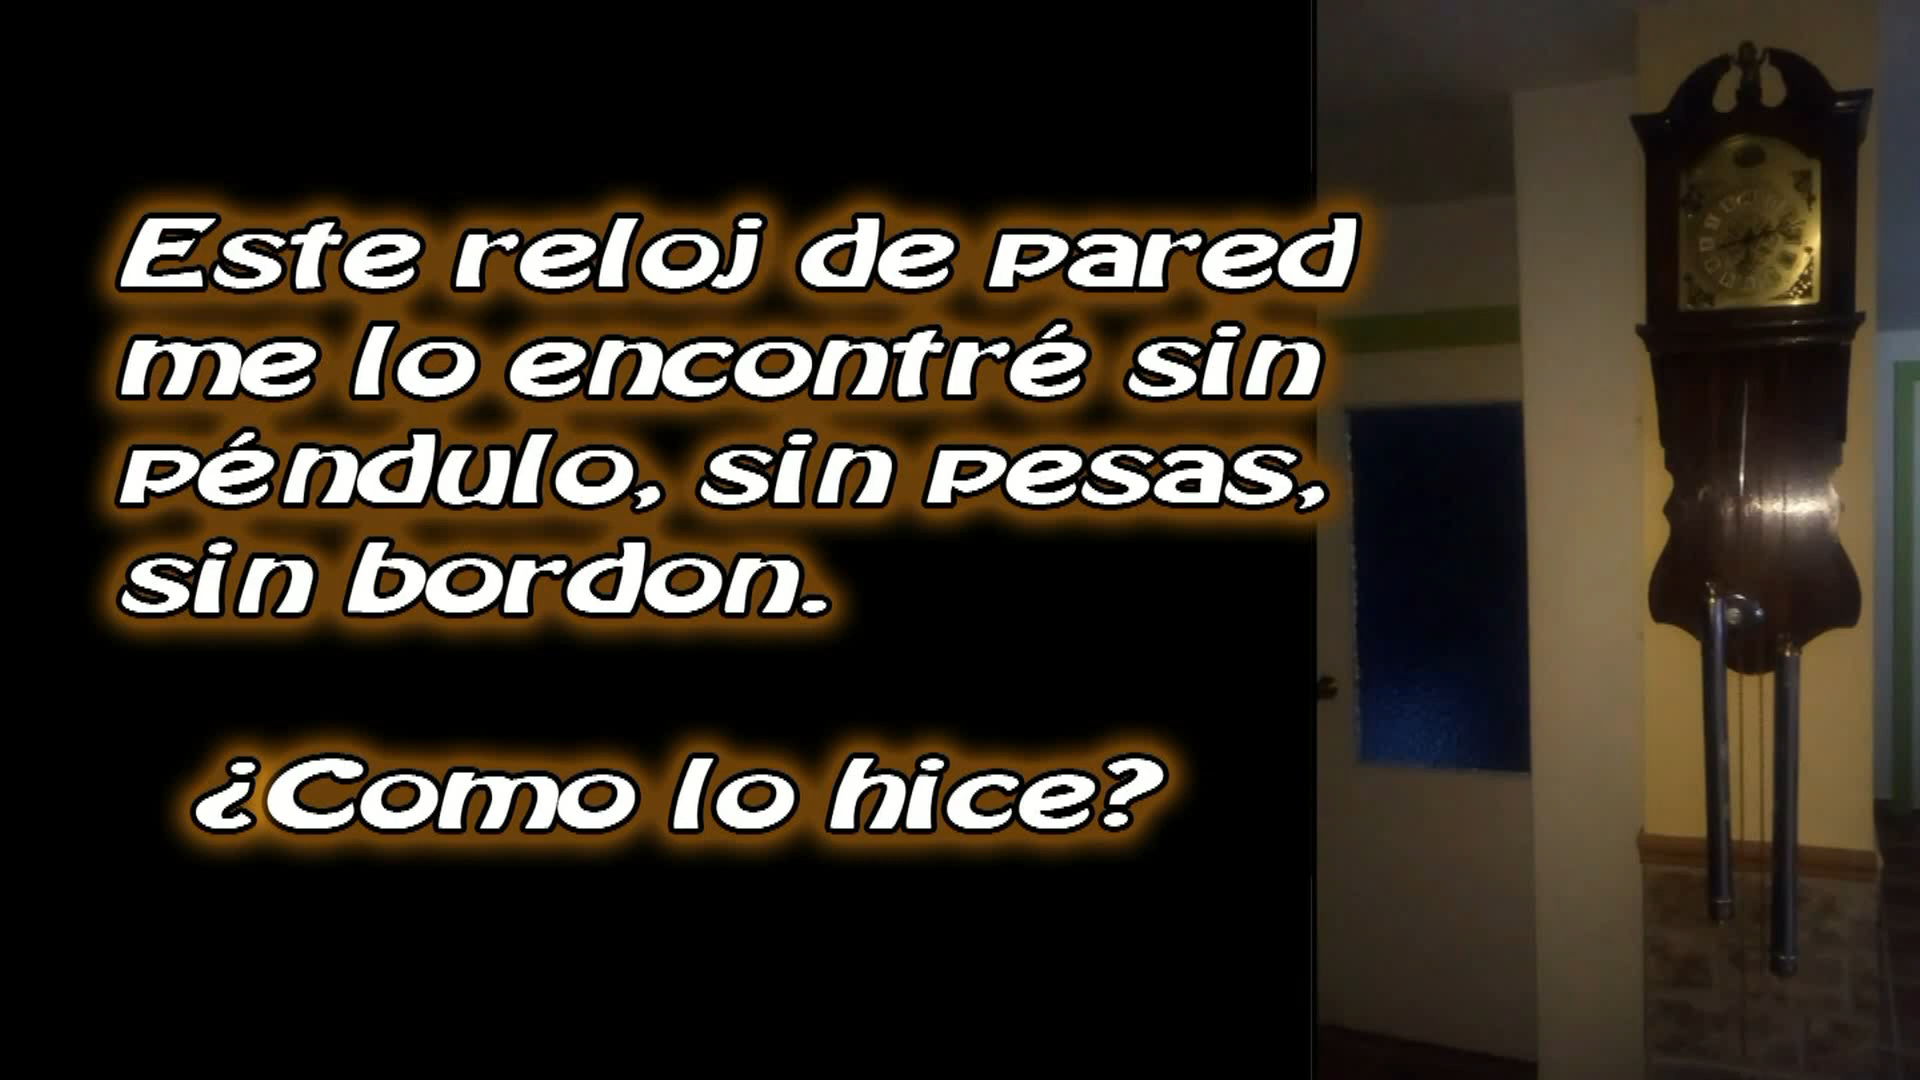 Este reloj de pared
me lo encontré sin
péndulo, sin pesas,
sin bordon.
¿Como lo hice?